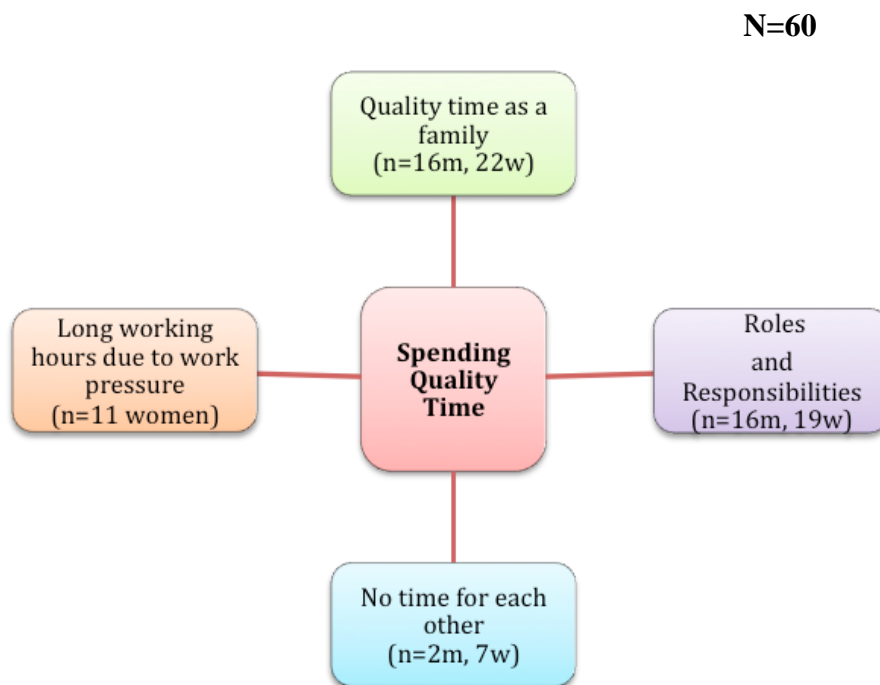 N=60
Quality time as a
family
(n=16m, 22w)
Long working
hours due to work
pressure
(n=11 women)
Spending
Quality
Time
Roles
and
Responsibilities
(n=16m, 19w)
No time for each
other
(n=2m, 7w)